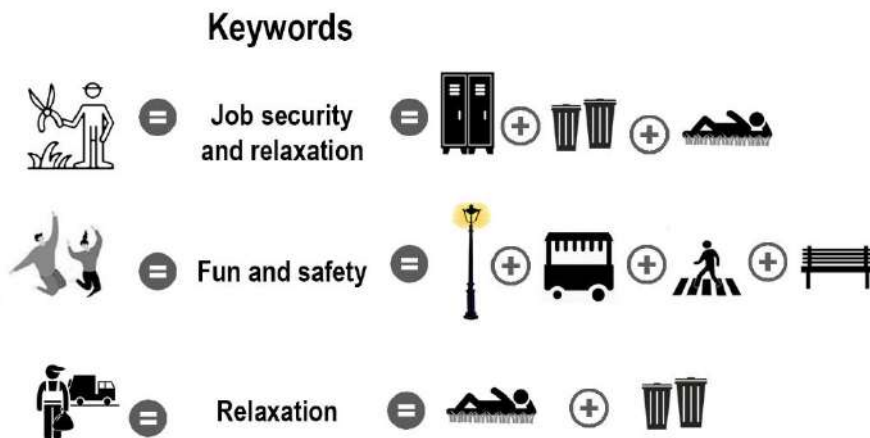 Keywords
Job security
and relaxation
Fun and safety
Relaxation